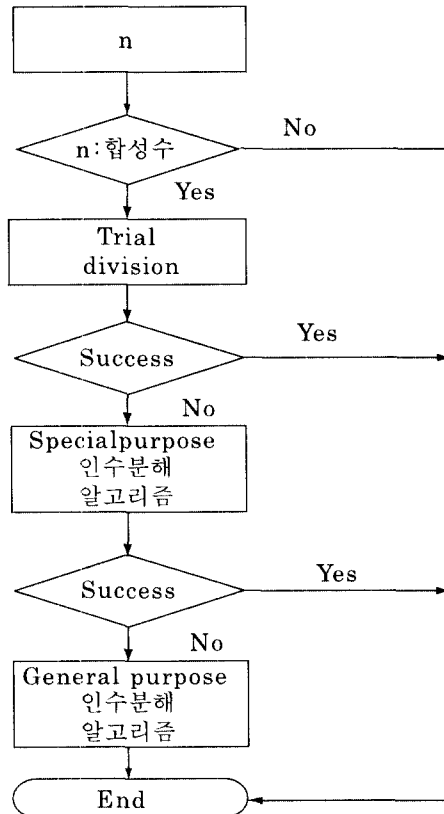 n
n:합성수
No
Yes
Trial
division
Success
Yes
No
Specialpurpose
인수분해
알고리즘
Success
Yes
No
General purpose
인수분해
알고리즘
End